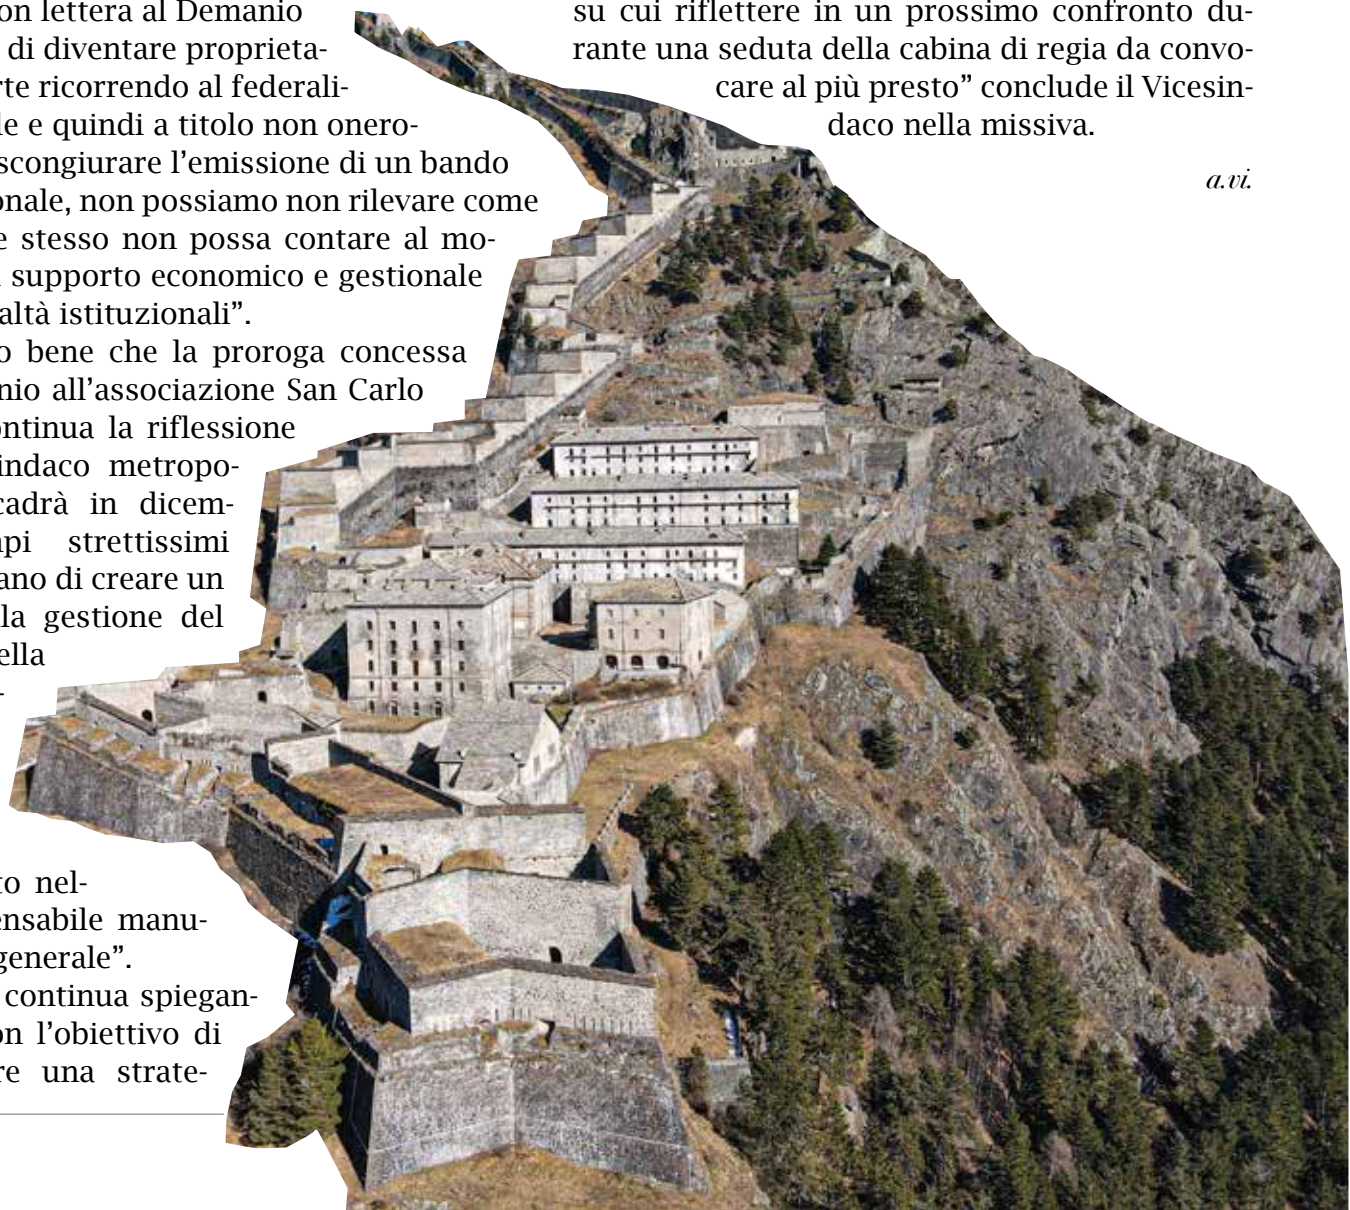 on lettera al Demanio
di diventare proprieta-
rte ricorrendo al federali-
le e quindi a titolo non onero-
scongiurare l’emissione di un bando
onale, non possiamo non rilevare come
e stesso non possa contare al mo-
supporto economico e gestionale
altà istituzionali”.
o bene che la proroga concessa
nio all’associazione San Carlo
ontinua la riflessione
indaco metropo-
cadrà in dicem-
pi strettissimi
ano di creare un
la gestione del
ella
-
to nel-
ensabile manu-
generale”.
continua spiegan-
on l’obiettivo di
re una strate-
su cui riflettere in un prossimo confronto du-
rante una seduta della cabina di regia da convo-
care al più presto” conclude il Vicesin-
daco nella missiva.
a.vi.